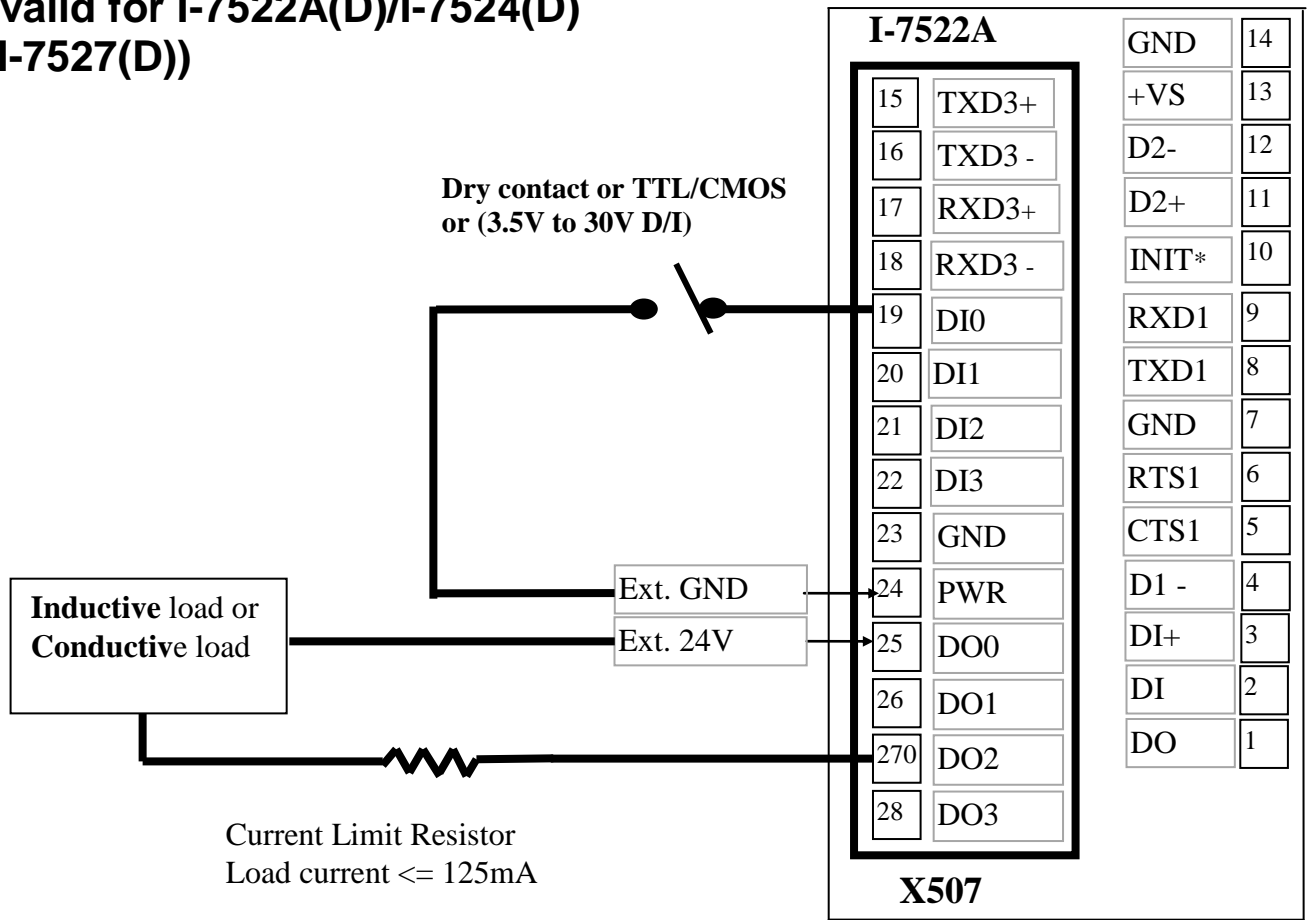 valid for I-7522A(D)/I-7524(D)
I-7527(D))
I-7522A
15 TXD3+
16 TXD3 -
17 RXD3+
18 RXD3 -
19 DI0
20 DI1
21 DI2
22 DI3
23 GND
24 PWR
25 DO0
26 DO1
270 DO2
28 DO3
X507
GND 14
+VS 13
D2- 12
D2+ 11
INIT* 10
RXD1 9
TXD1 8
GND 7
RTS1 6
CTS1 5
D1 - 4
DI+ 3
DI 2
DO 1
Dry contact or TTL/CMOS
or (3.5V to 30V D/I)
Ext. GND
Ext. 24V
Inductive load or
Conductive load
Current Limit Resistor
Load current <= 125mA